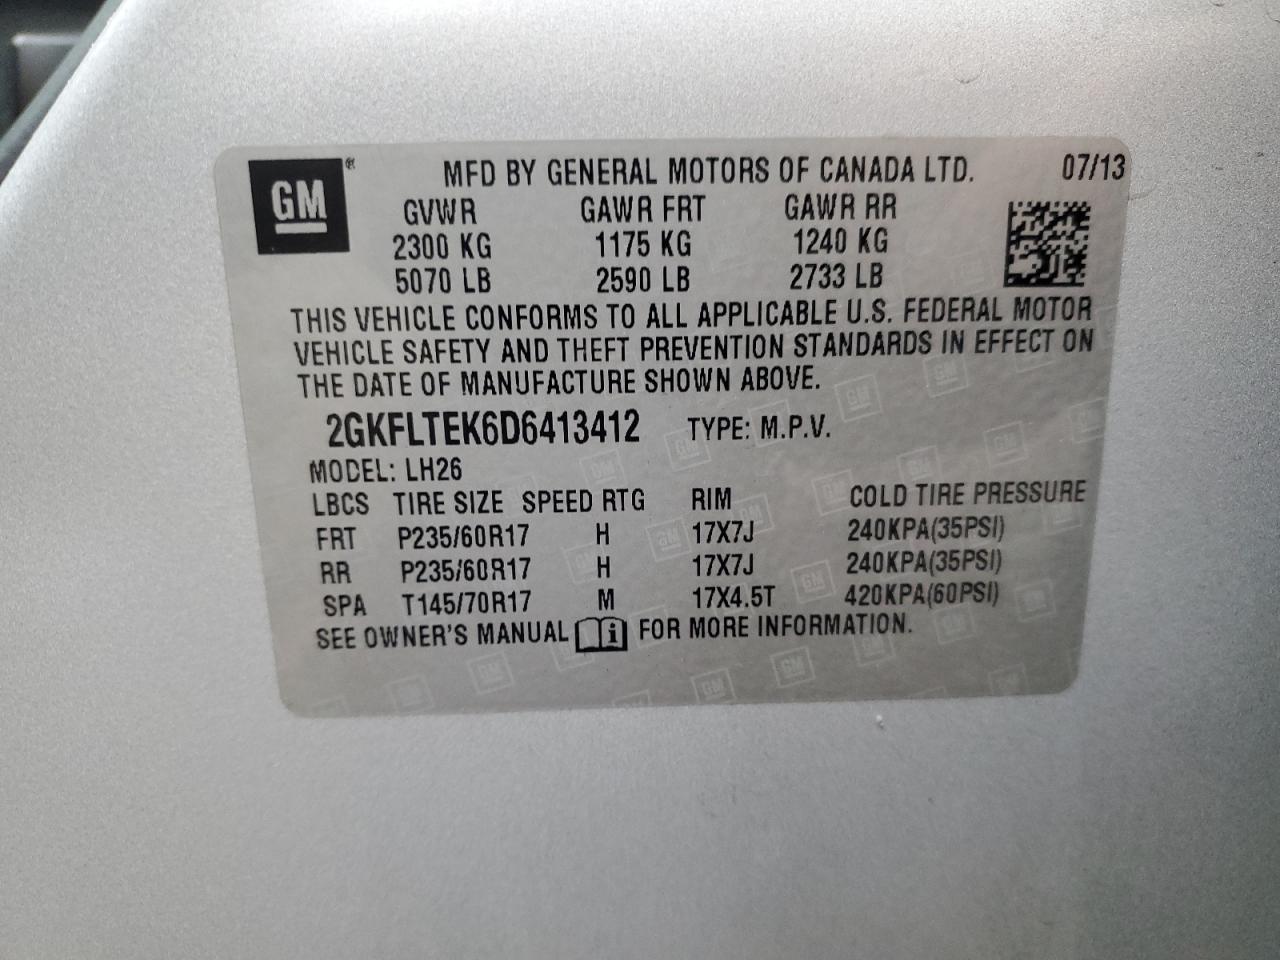 GM® MFD BY GENERAL MOTORS OF CANADA LTD. 07/13
GVWR GAWR FRT GAWR RR
2300 KG 1175 KG 1240 KG
5070 LB 2590 LB 2733 LB
THIS VEHICLE CONFORMS TO ALL APPLICABLE U.S. FEDERAL MOTOR
VEHICLE SAFETY AND THEFT PREVENTION STANDARDS IN EFFECT ON
THE DATE OF MANUFACTURE SHOWN ABOVE.
2GKFLTEK6D6413412 TYPE: M.P.V.
MODEL: LH26
LBCS TIRE SIZE SPEED RTG RIM COLD TIRE PRESSURE
FRT P235/60R17 H 17X7J 240KPA(35PSI)
RR P235/60R17 H 17X7J 240KPA(35PSI)
SPA T145/70R17 M 17X4.5T 420KPA(60PSI)
SEE OWNER'S MANUAL i FOR MORE INFORMATION.